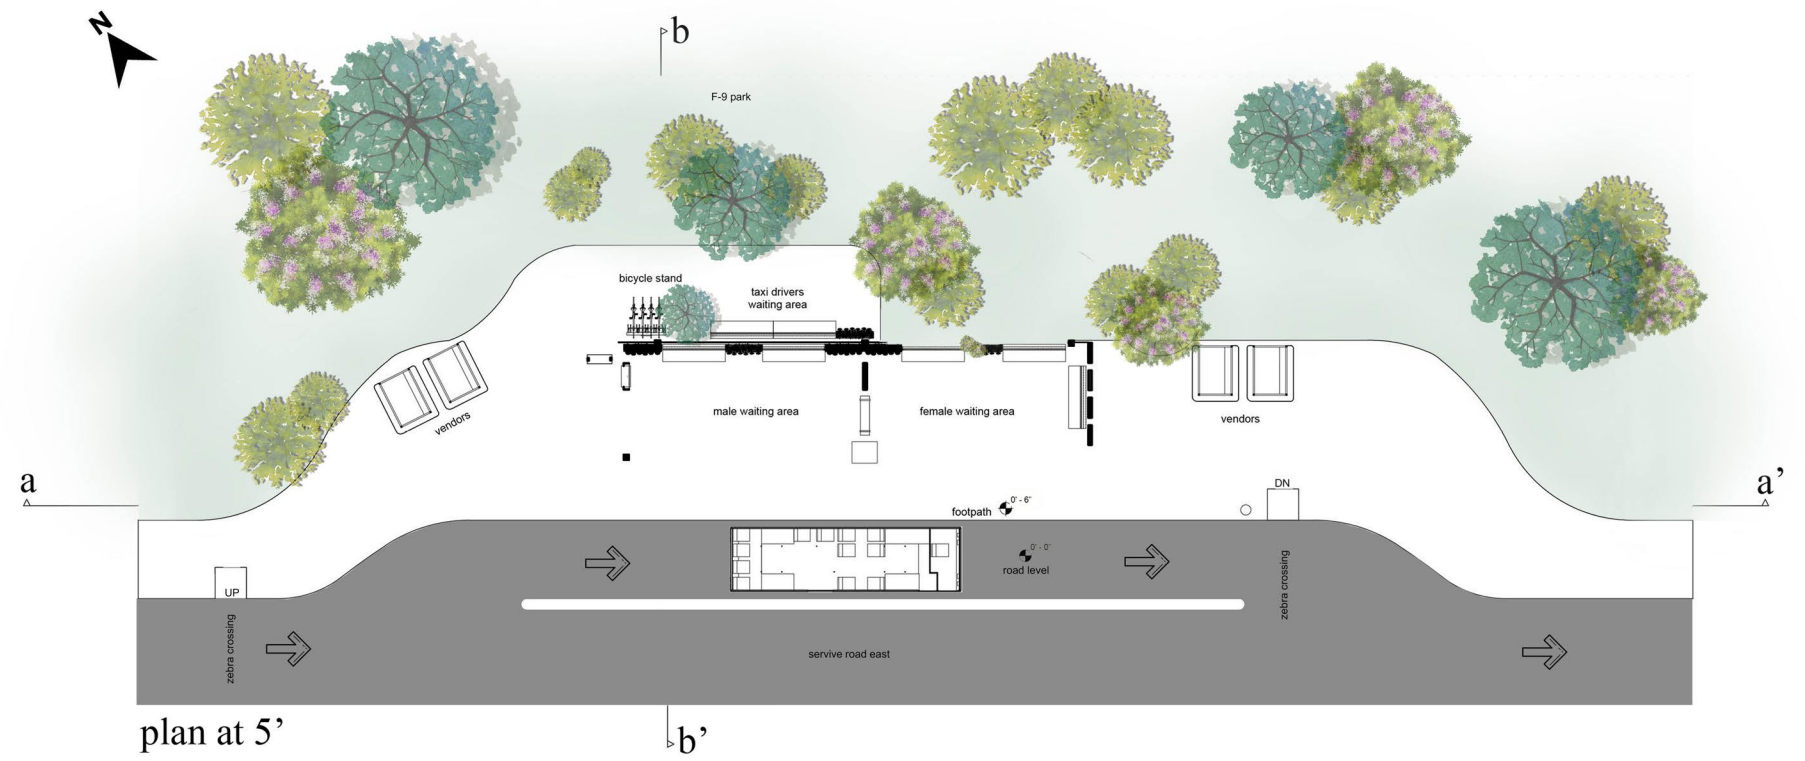 N
b
F-9 park
bicycle stand
taxi drivers
waiting area
vendors
male waiting area
female waiting area
vendors
a
a’
DN
0' - 6"
footpath
0' - 0'
road level
zebra crossing
UP
zebra crossing
servive road east
plan at 5’
b’